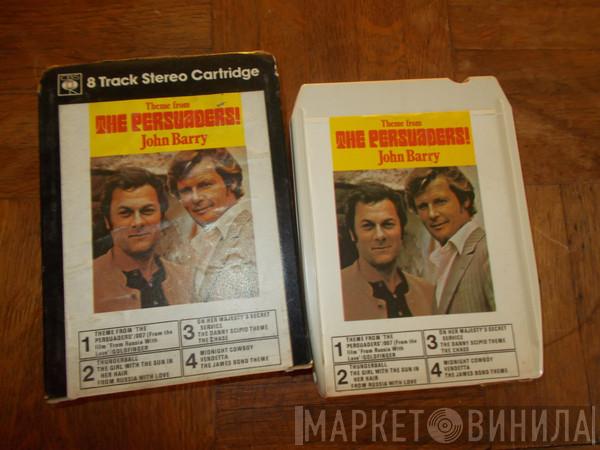 CBS
8 Track Stereo Cartridge
Theme from
THE PERSUADERS!
John Barry
1 THEME FROM 'THE
PERSUADERS'/007 (From the
film 'From Russia With
Love')GOLDFINGER
2 THUNDERBALL
THE GIRL WITH THE SUN IN
HER HAIR
FROM RUSSIA WITH LOVE
3 ON HER MAJESTY'S SECRET
SERVICE
THE DANNY SCIPIO THEME
THE CHASE
4 MIDNIGHT COWBOY
VENDETTA
THE JAMES BOND THEME
Theme from
THE PERSUADERS!
John Barry
1 THEME FROM 'THE
PERSUADERS'/007 (From the
film 'From Russia With
Love')GOLDFINGER
2 THUNDERBALL
THE GIRL WITH THE SUN IN
HER HAIR
FROM RUSSIA WITH LOVE
3 ON HER MAJESTY'S SECRET
SERVICE
THE DANNY SCIPIO THEME
THE CHASE
4 MIDNIGHT COWBOY
VENDETTA
THE JAMES BOND THEME
МАРКЕТ ВИНИЛА